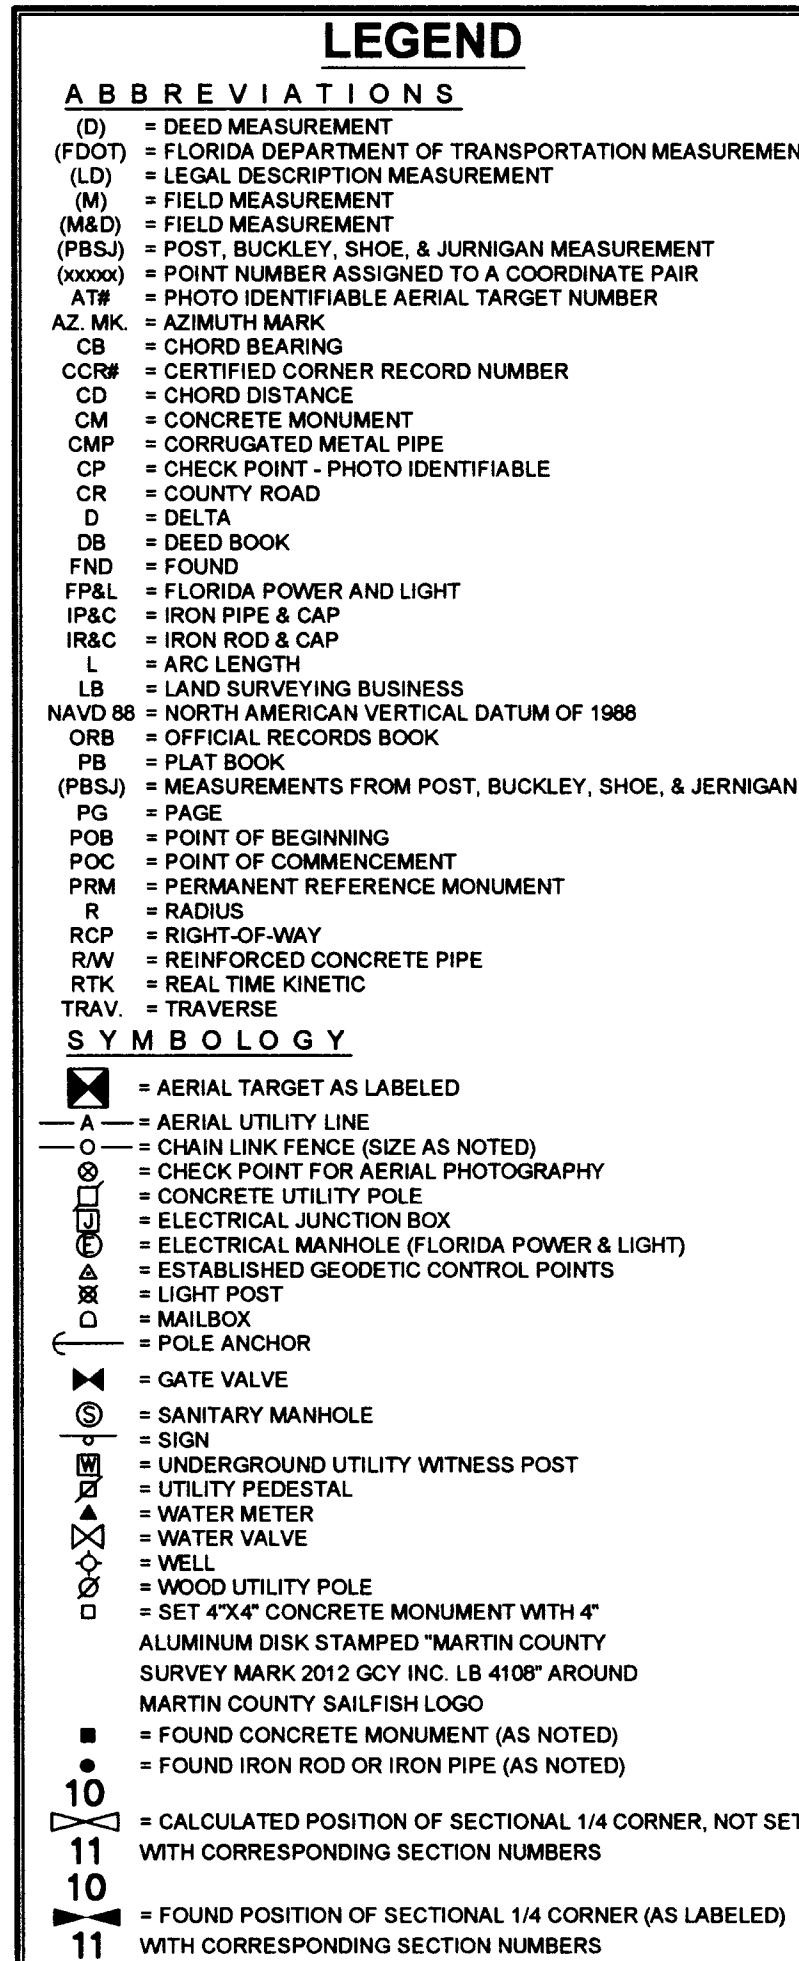 LEGEND
ABBREVIATIONS
(D) = DEED MEASUREMENT
(FDOT) = FLORIDA DEPARTMENT OF TRANSPORTATION MEASUREMEN
(LD) = LEGAL DESCRIPTION MEASUREMENT
(M) = FIELD MEASUREMENT
(M&D) = FIELD MEASUREMENT
(PBSJ) = POST, BUCKLEY, SHOE, & JURNIGAN MEASUREMENT
(xxxxx) = POINT NUMBER ASSIGNED TO A COORDINATE PAIR
AT# = PHOTO IDENTIFIABLE AERIAL TARGET NUMBER
AZ. MK. = AZIMUTH MARK
CB = CHORD BEARING
CCR# = CERTIFIED CORNER RECORD NUMBER
CD = CHORD DISTANCE
CM = CONCRETE MONUMENT
CMP = CORRUGATED METAL PIPE
CP = CHECK POINT - PHOTO IDENTIFIABLE
CR = COUNTY ROAD
D = DELTA
DB = DEED BOOK
FND = FOUND
FP&L = FLORIDA POWER AND LIGHT
IP&C = IRON PIPE & CAP
IR&C = IRON ROD & CAP
L = ARC LENGTH
LB = LAND SURVEYING BUSINESS
NAVD 88 = NORTH AMERICAN VERTICAL DATUM OF 1988
ORB = OFFICIAL RECORDS BOOK
PB = PLAT BOOK
(PBSJ) = MEASUREMENTS FROM POST, BUCKLEY, SHOE, & JERNIGAN
PG = PAGE
POB = POINT OF BEGINNING
POC = POINT OF COMMENCEMENT
PRM = PERMANENT REFERENCE MONUMENT
R = RADIUS
RCP = RIGHT-OF-WAY
R/W = REINFORCED CONCRETE PIPE
RTK = REAL TIME KINETIC
TRAV. = TRAVERSE
SYMBOLOGY
= AERIAL TARGET AS LABELED
A = AERIAL UTILITY LINE
O = CHAIN LINK FENCE (SIZE AS NOTED)
= CHECK POINT FOR AERIAL PHOTOGRAPHY
= CONCRETE UTILITY POLE
J = ELECTRICAL JUNCTION BOX
E = ELECTRICAL MANHOLE (FLORIDA POWER & LIGHT)
= ESTABLISHED GEODETIC CONTROL POINTS
= LIGHT POST
= MAILBOX
= POLE ANCHOR
= GATE VALVE
S = SANITARY MANHOLE
= SIGN
W = UNDERGROUND UTILITY WITNESS POST
= UTILITY PEDESTAL
= WATER METER
= WATER VALVE
= WELL
= WOOD UTILITY POLE
= SET 4"X4" CONCRETE MONUMENT WITH 4"
ALUMINUM DISK STAMPED "MARTIN COUNTY
SURVEY MARK 2012 GCY INC. LB 4108" AROUND
MARTIN COUNTY SAILFISH LOGO
= FOUND CONCRETE MONUMENT (AS NOTED)
= FOUND IRON ROD OR IRON PIPE (AS NOTED)
10
= CALCULATED POSITION OF SECTIONAL 1/4 CORNER, NOT SET
11 WITH CORRESPONDING SECTION NUMBERS
10
= FOUND POSITION OF SECTIONAL 1/4 CORNER (AS LABELED)
11 WITH CORRESPONDING SECTION NUMBERS